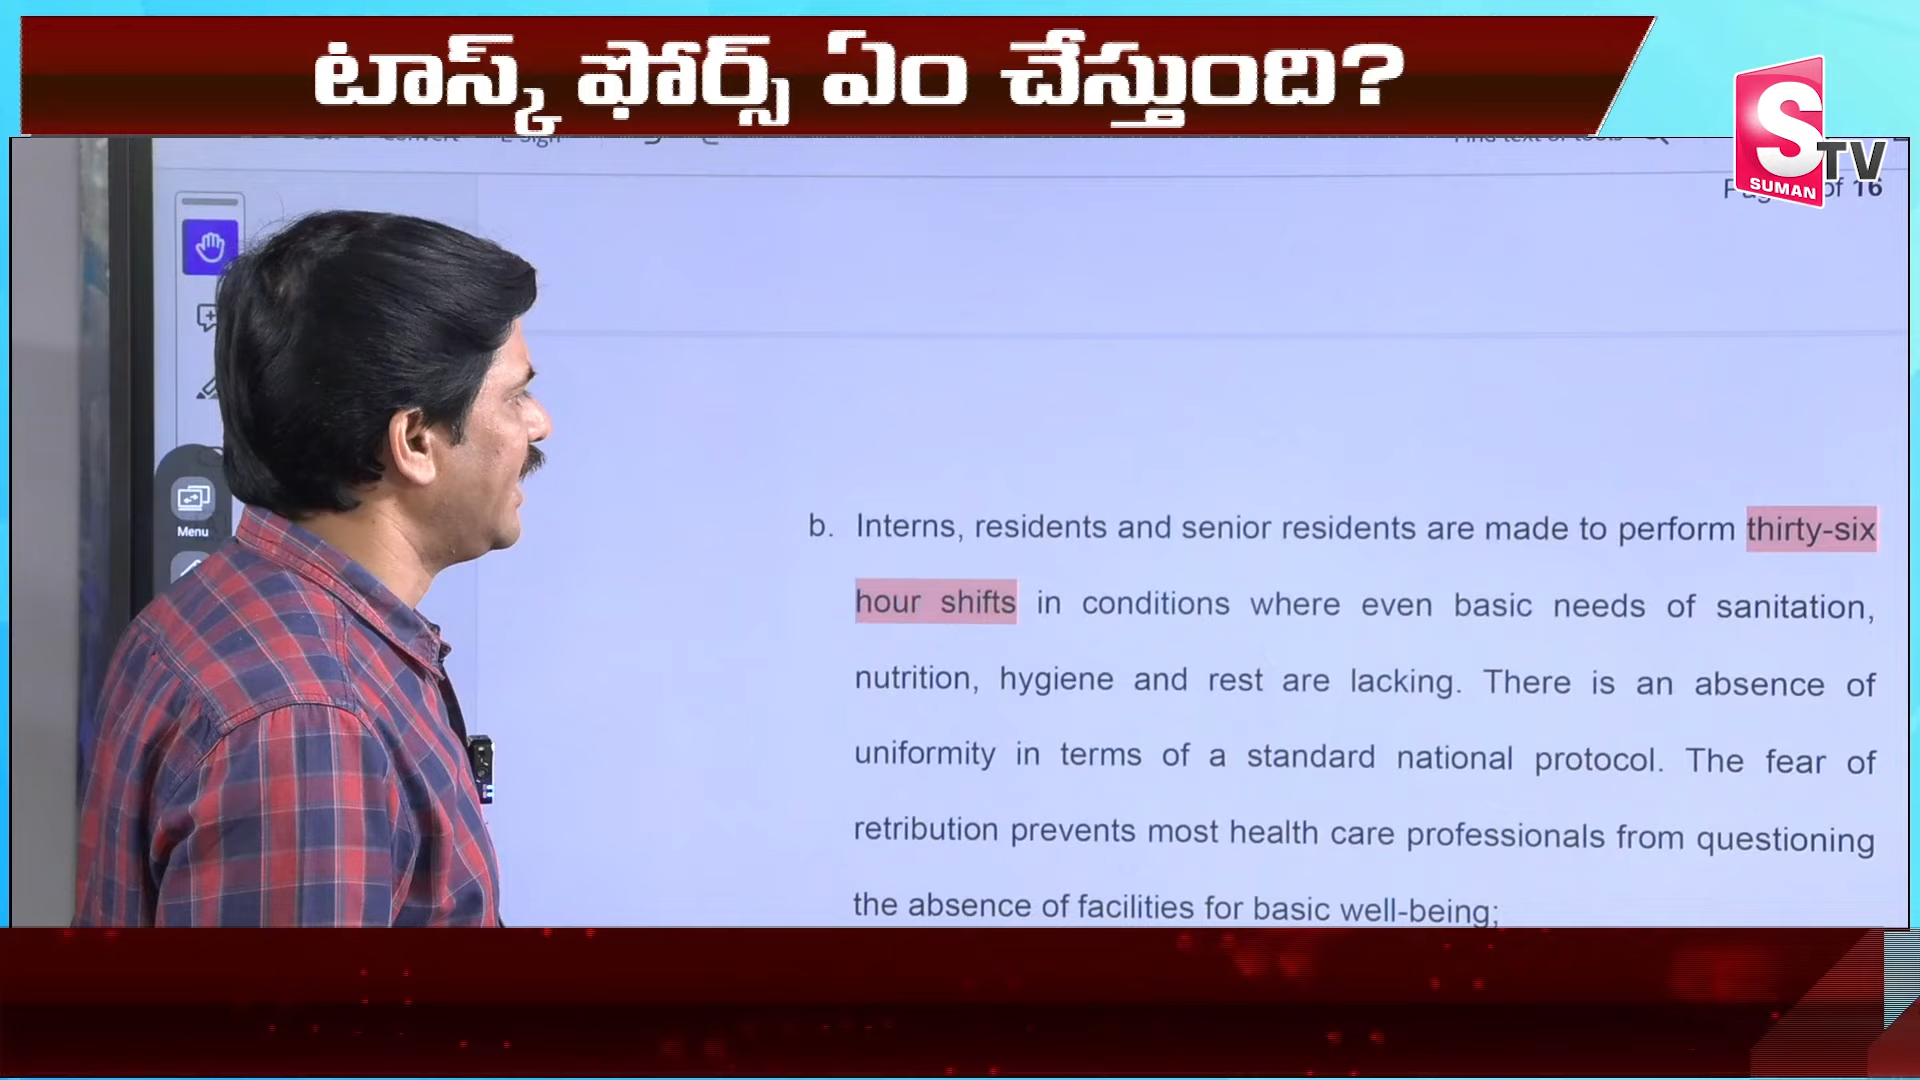 టాస్క్ ఫోర్స్ ఏం చేస్తుంది?
S TV
SUMAN
of 16
Menu
b. Interns, residents and senior residents are made to perform thirty-six
hour shifts in conditions where even basic needs of sanitation,
nutrition, hygiene and rest are lacking. There is an absence of
uniformity in terms of a standard national protocol. The fear of
retribution prevents most health care professionals from questioning
the absence of facilities for basic well-being;